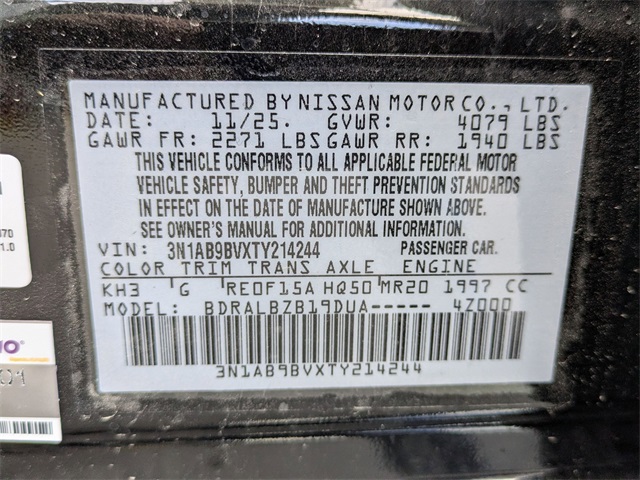 MANUFACTURED BY NISSAN MOTOR CO., LTD.
DATE: 11/25. GVWR: 4079 LBS
GAWR FR: 2271 LBS GAWR RR: 1940 LBS
THIS VEHICLE CONFORMS TO ALL APPLICABLE FEDERAL MOTOR
VEHICLE SAFETY, BUMPER AND THEFT PREVENTION STANDARDS
IN EFFECT ON THE DATE OF MANUFACTURE SHOWN ABOVE.
SEE OWNER'S MANUAL FOR ADDITIONAL INFORMATION.
VIN: 3N1AB9BVXTY214244 PASSENGER CAR.
COLOR TRIM TRANS AXLE ENGINE
KH3 G RE0F15A HQ50 MR20 1997 CC
MODEL: BDRALBZB19DUA----- 4Z000
3N1AB9BVXTY214244